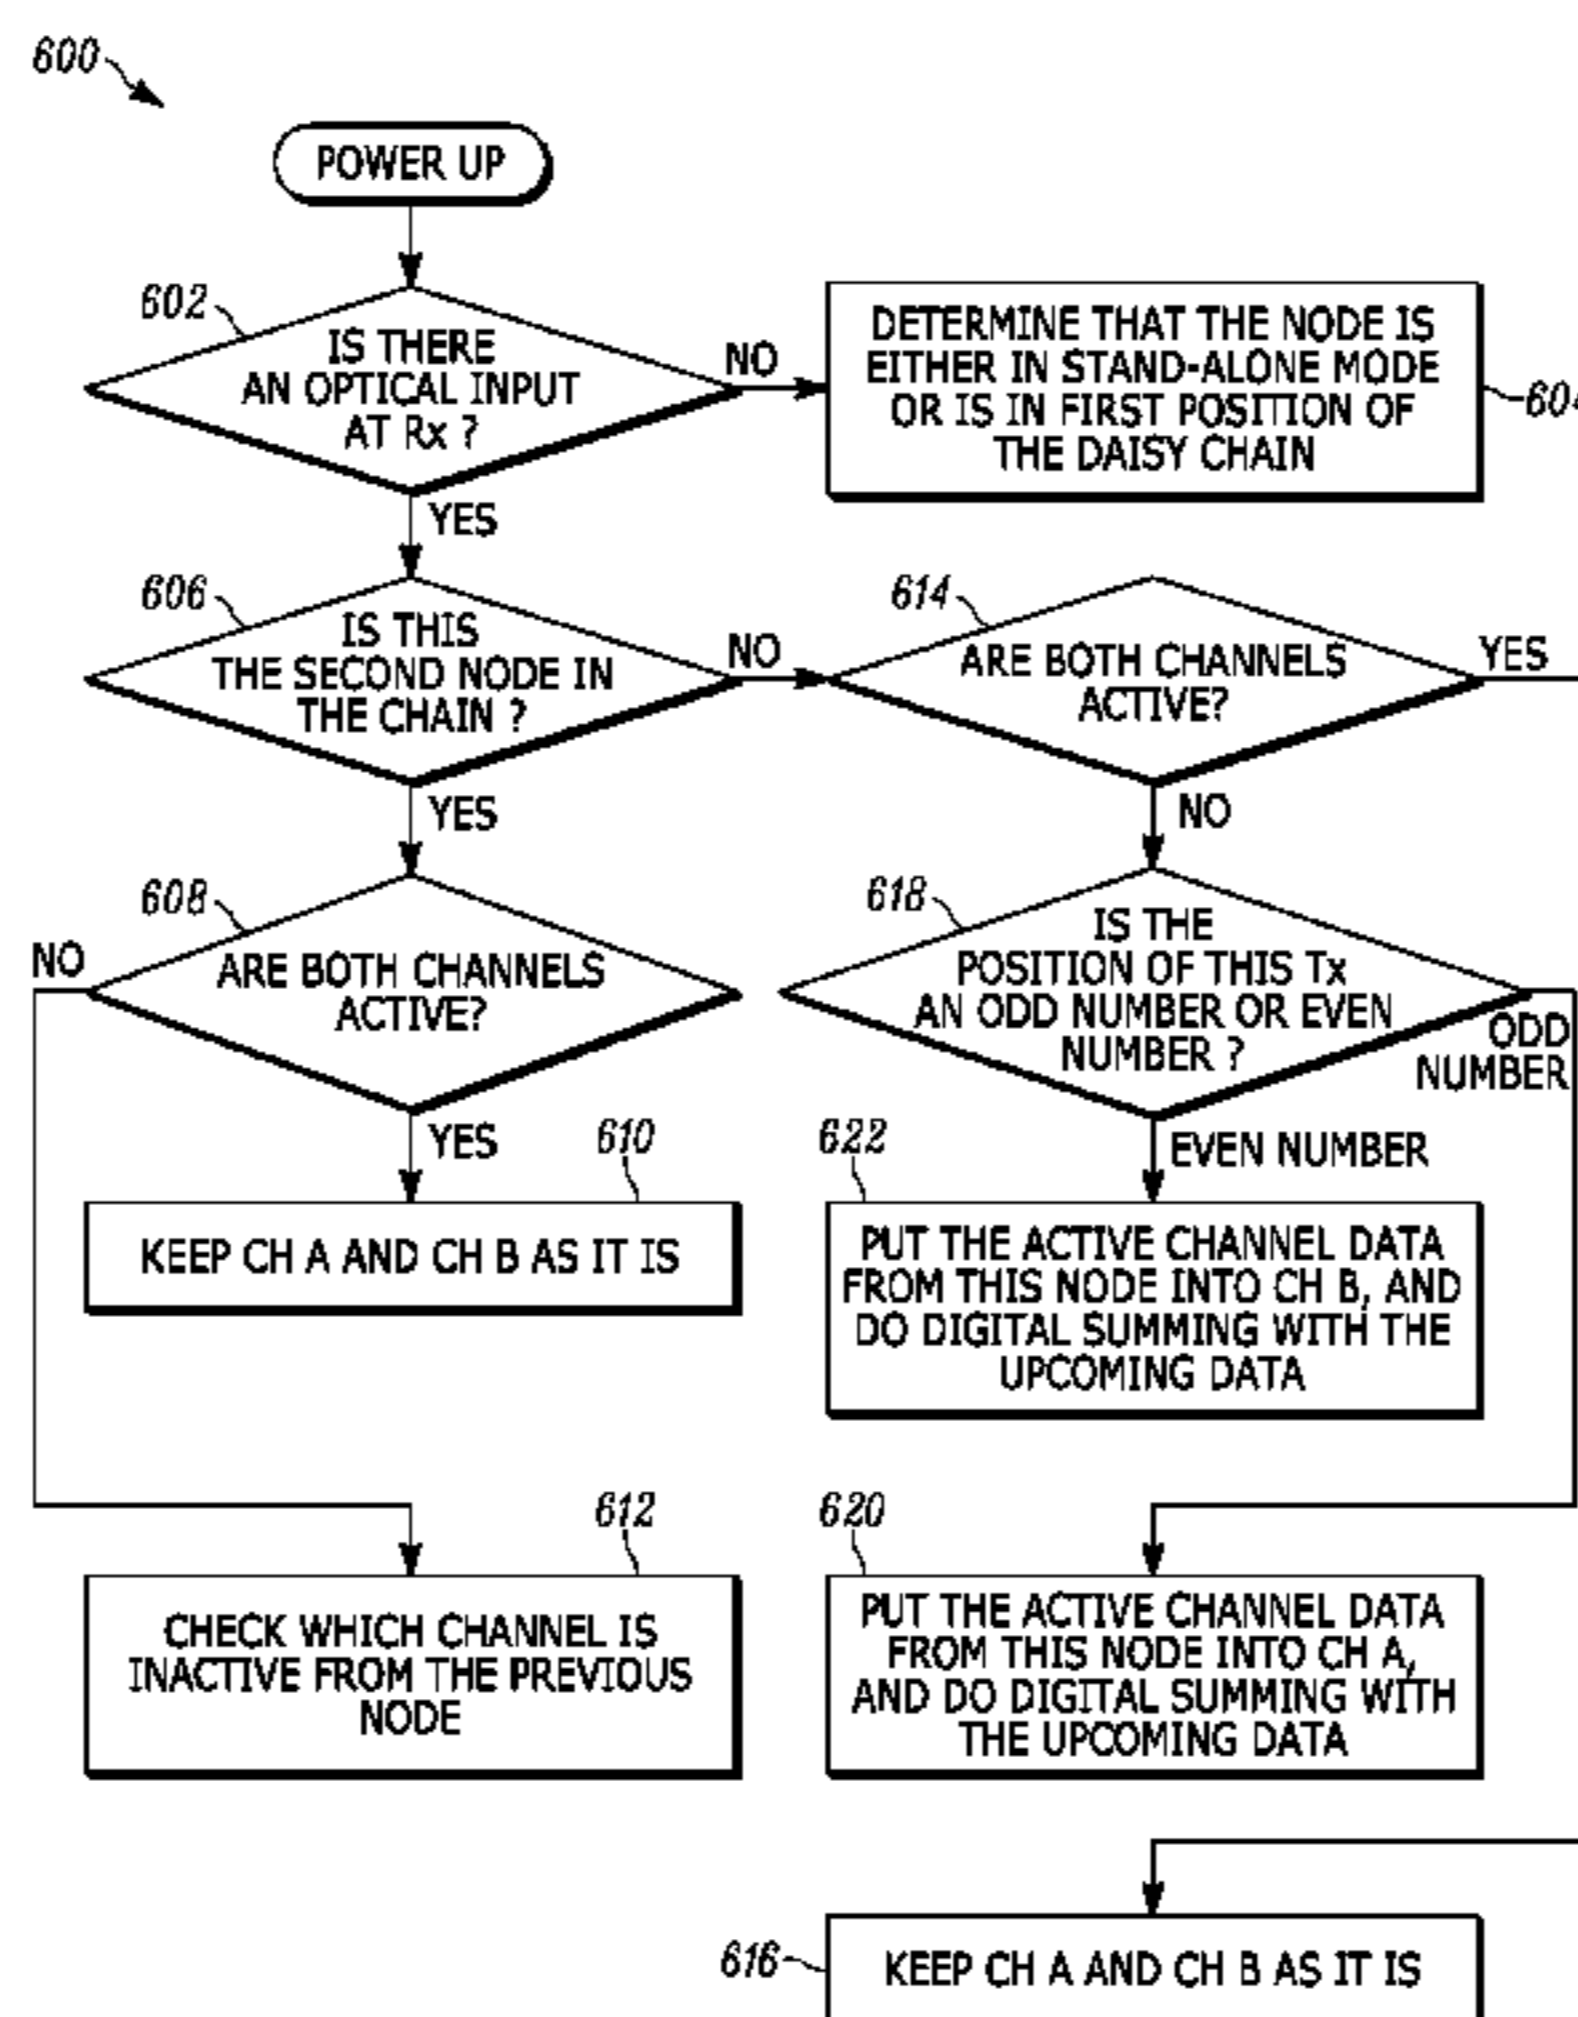 600
POWER UP
602
IS THERE
AN OPTICAL INPUT
AT Rx ?
NO
DETERMINE THAT THE NODE IS
EITHER IN STAND-ALONE MODE
OR IS IN FIRST POSITION OF
THE DAISY CHAIN
604
YES
606
IS THIS
THE SECOND NODE IN
THE CHAIN ?
NO
614
ARE BOTH CHANNELS
ACTIVE?
YES
YES
NO
608
ARE BOTH CHANNELS
ACTIVE?
NO
618
IS THE
POSITION OF THIS Tx
AN ODD NUMBER OR EVEN
NUMBER ?
ODD
NUMBER
YES
EVEN NUMBER
610
KEEP CH A AND CH B AS IT IS
622
PUT THE ACTIVE CHANNEL DATA
FROM THIS NODE INTO CH B, AND
DO DIGITAL SUMMING WITH THE
UPCOMING DATA
612
CHECK WHICH CHANNEL IS
INACTIVE FROM THE PREVIOUS
NODE
620
PUT THE ACTIVE CHANNEL DATA
FROM THIS NODE INTO CH A,
AND DO DIGITAL SUMMING WITH
THE UPCOMING DATA
616
KEEP CH A AND CH B AS IT IS